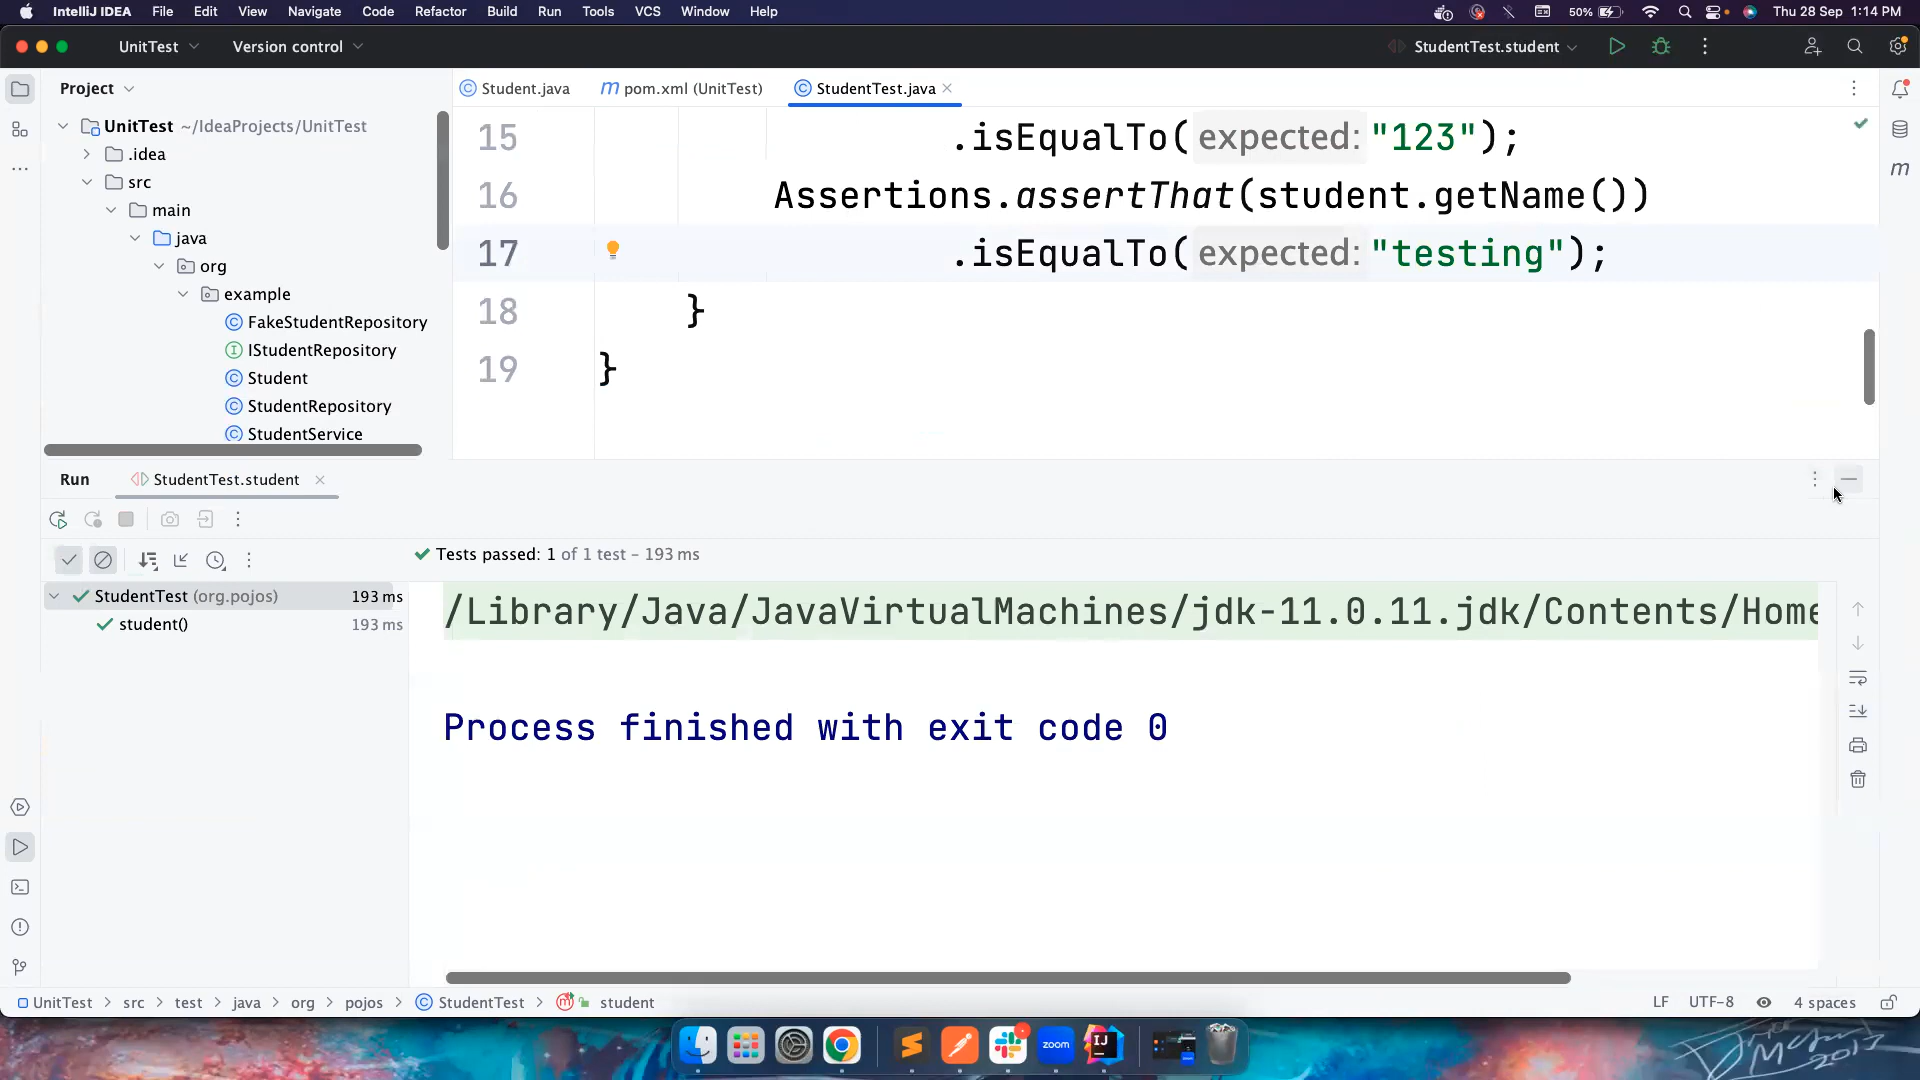 IntelliJ IDEA File Edit View Navigate Code Refactor Build Run Tools VCS Window Help 50% Thu 28 Sep 1:14 PM
UnitTest Version control StudentTest.student
Project Student.java m pom.xml (UnitTest) StudentTest.java
UnitTest ~/IdeaProjects/UnitTest
.idea
src
main
java
org
example
FakeStudentRepository
IStudentRepository
Student
StudentRepository
StudentService
15 .isEqualTo( expected: "123");
16 Assertions.assertThat(student.getName())
17 .isEqualTo( expected: "testing");
18 }
19 }
m
Run StudentTest.student
Tests passed: 1 of 1 test – 193 ms
StudentTest (org.pojos) 193 ms
student() 193 ms
/Library/Java/JavaVirtualMachines/jdk-11.0.11.jdk/Contents/Home
Process finished with exit code 0
UnitTest > src > test > java > org > pojos > StudentTest > student LF UTF-8 4 spaces
zoom IJ
2017